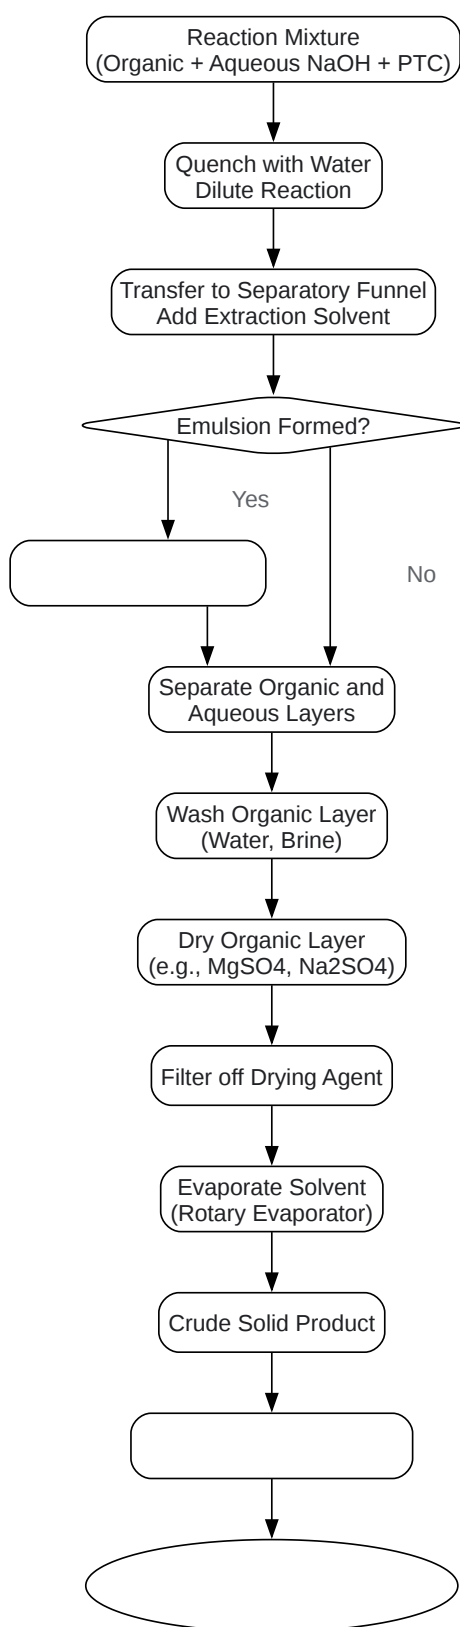 Reaction Mixture
(Organic + Aqueous NaOH + PTC)
Quench with Water
Dilute Reaction
Transfer to Separatory Funnel
Add Extraction Solvent
Emulsion Formed?
Yes
No
Separate Organic and
Aqueous Layers
Wash Organic Layer
(Water, Brine)
Dry Organic Layer
(e.g., MgSO4, Na2SO4)
Filter off Drying Agent
Evaporate Solvent
(Rotary Evaporator)
Crude Solid Product